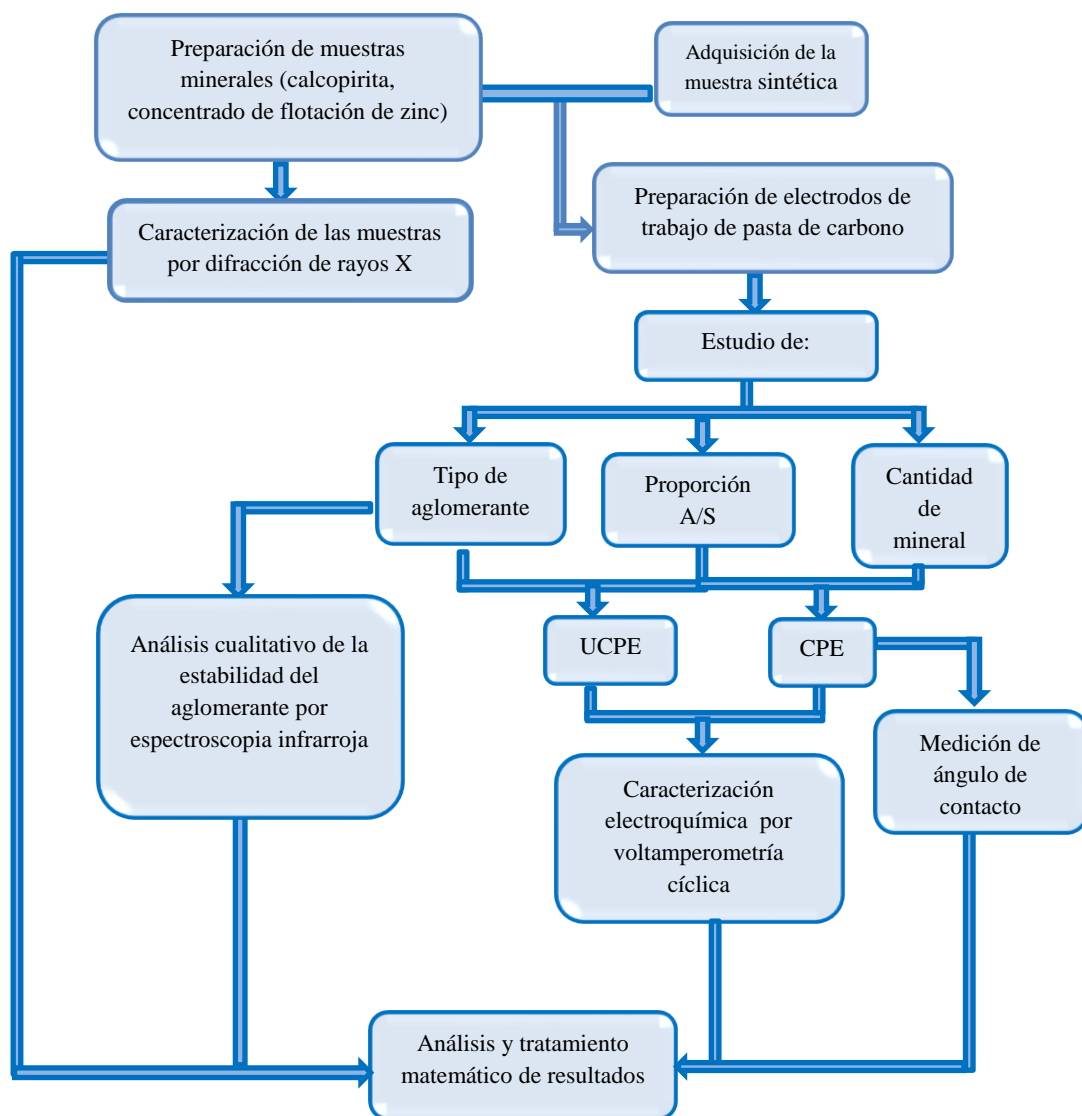 Preparación de muestras
minerales (calcopirita,
concentrado de flotación de zinc)
Adquisición de la
muestra sintética
Caracterización de las muestras
por difracción de rayos X
Preparación de electrodos de
trabajo de pasta de carbono
Estudio de:
Tipo de
aglomerante
Proporción
A/S
Cantidad
de
mineral
Análisis cualitativo de la
estabilidad del
aglomerante por
espectroscopia infrarroja
UCPE
CPE
Caracterización
electroquímica por
voltamperometría
cíclica
Medición de
ángulo de
contacto
Análisis y tratamiento
matemático de resultados